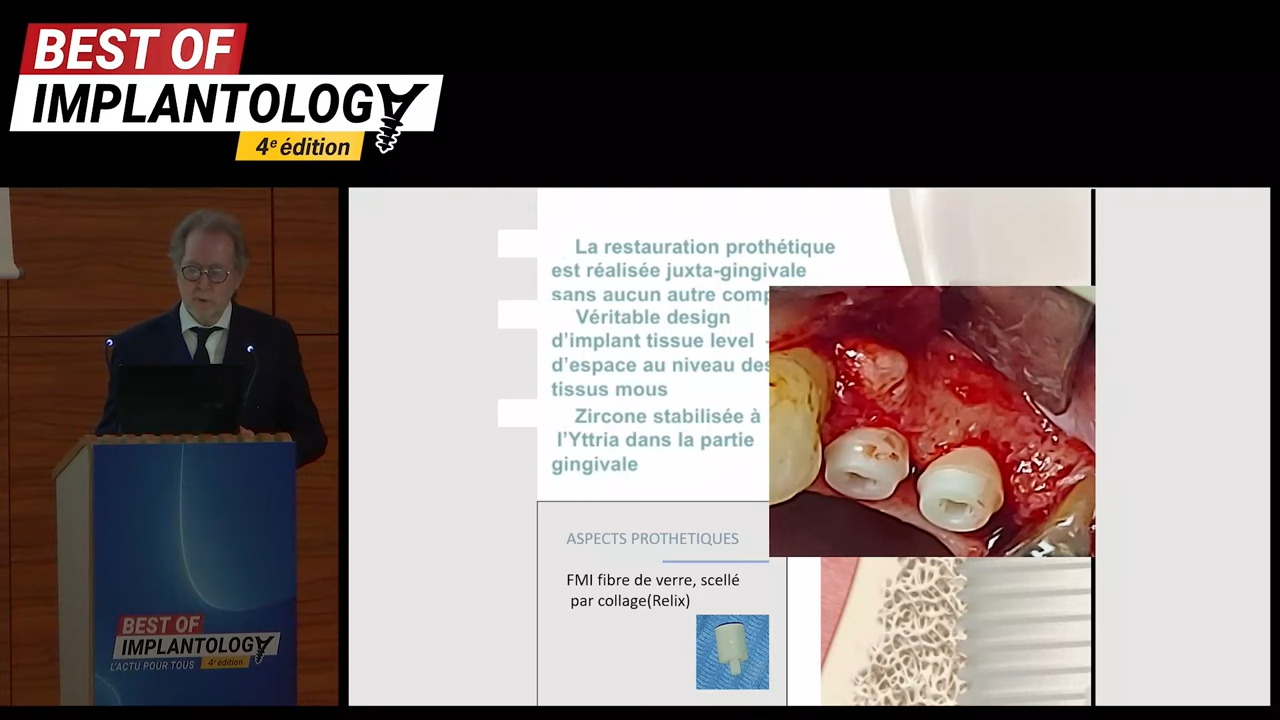 BEST OF
IMPLANTOLOGY
4e édition
La restauration prothétique
est réalisée juxta-gingivale
sans aucun autre comp
Véritable design
d’implant tissue level -
d’espace au niveau des
tissus mous
Zircone stabilisée à
l’Yttria dans la partie
gingivale
ASPECTS PROTHETIQUES
FMI fibre de verre, scellé
par collage(Relix)
BEST OF
IMPLANTOLOGY
L'ACTU POUR TOUS 4e édition